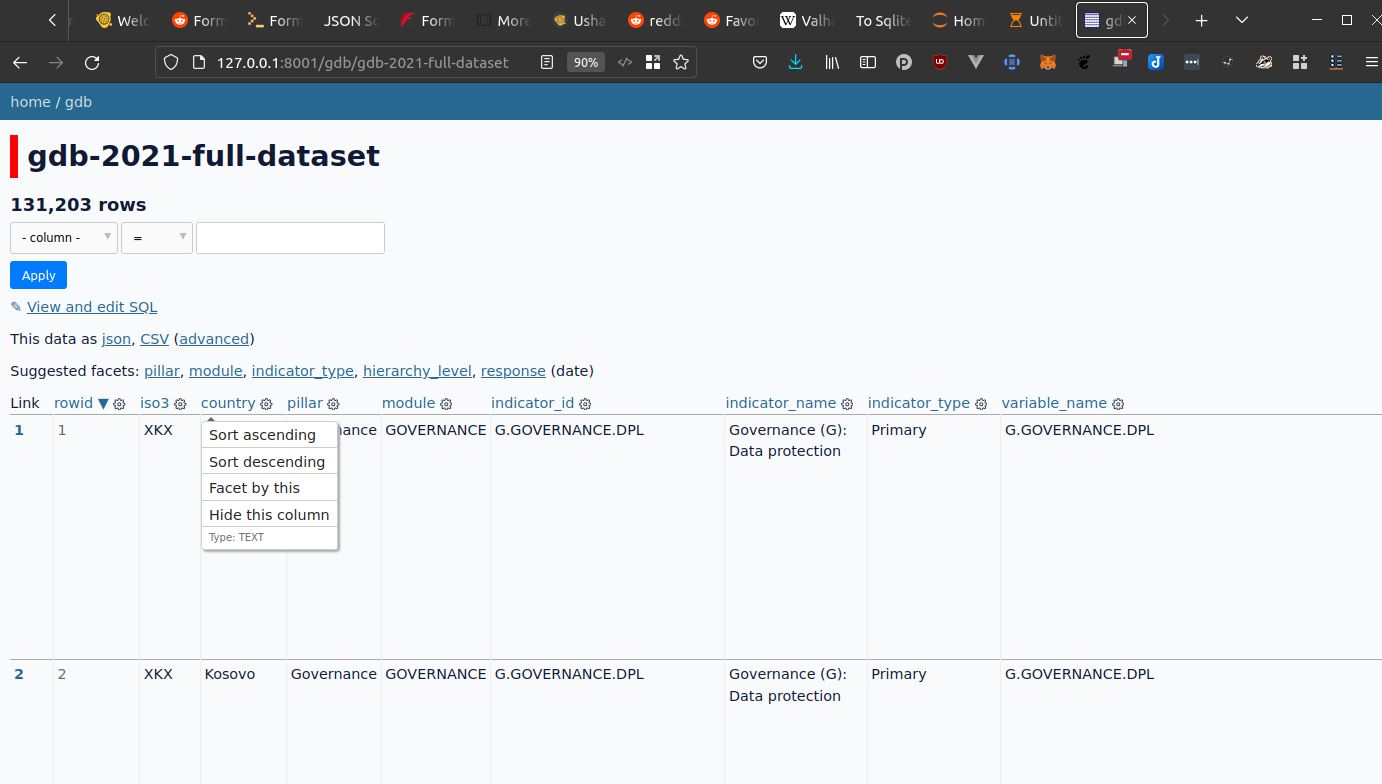 Welc
Form
Form
JSON Sc
Form
More
Usha
redd
Favo
Valha
To Sqlite
Hom
Untit
gd
127.0.0.1:8001/gdb/gdb-2021-full-dataset
90%
home / gdb
gdb-2021-full-dataset
131,203 rows
- column - =
Apply
View and edit SQL
This data as json, CSV (advanced)
Suggested facets: pillar, module, indicator_type, hierarchy_level, response (date)
Link rowid ▼ iso3 country pillar module indicator_id indicator_name indicator_type variable_name
1 1 XKX nance GOVERNANCE G.GOVERNANCE.DPL Governance (G): Primary G.GOVERNANCE.DPL
Data protection
Sort ascending
Sort descending
Facet by this
Hide this column
Type: TEXT
2 2 XKX Kosovo Governance GOVERNANCE G.GOVERNANCE.DPL Governance (G): Primary G.GOVERNANCE.DPL
Data protection